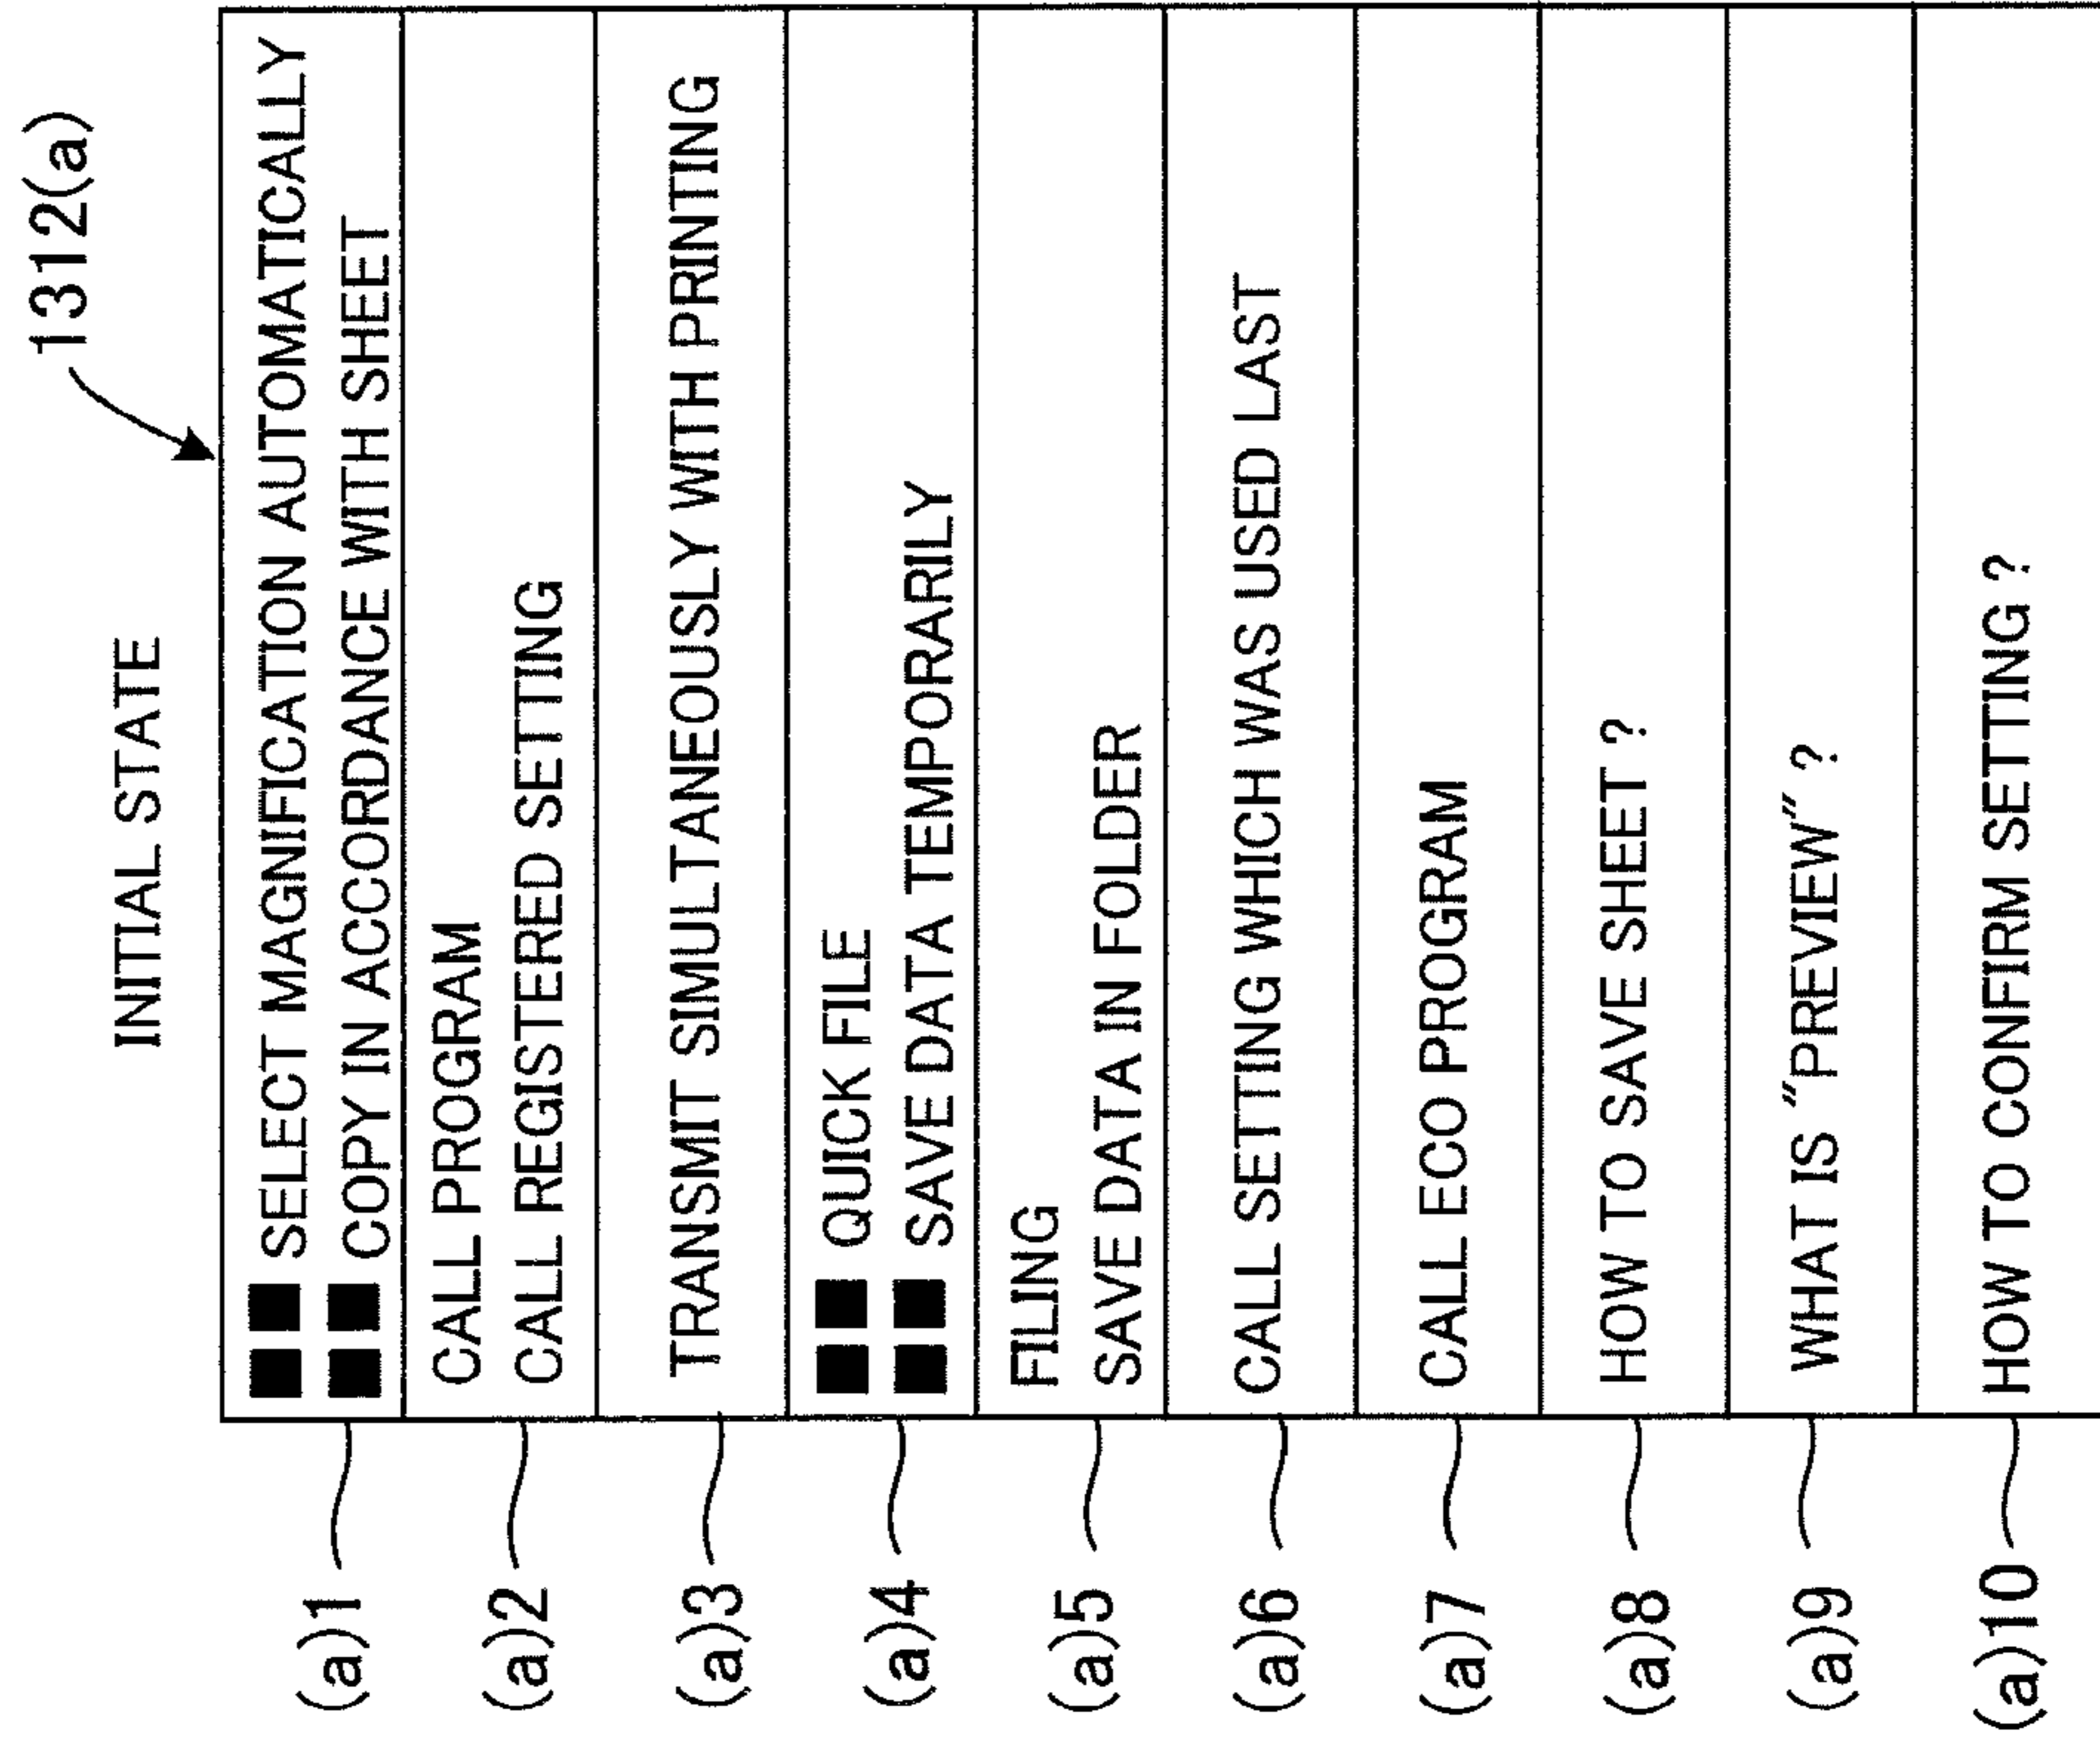 1312(a)
INITIAL STATE
(a)1 ■■ SELECT MAGNIFICATION AUTOMATICALLY
■■ COPY IN ACCORDANCE WITH SHEET
(a)2 CALL PROGRAM
CALL REGISTERED SETTING
(a)3 TRANSMIT SIMULTANEOUSLY WITH PRINTING
(a)4 ■■ QUICK FILE
■■ SAVE DATA TEMPORARILY
(a)5 FILING
SAVE DATA IN FOLDER
(a)6 CALL SETTING WHICH WAS USED LAST
(a)7 CALL ECO PROGRAM
(a)8 HOW TO SAVE SHEET ?
(a)9 WHAT IS "PREVIEW" ?
(a)10 HOW TO CONFIRM SETTING ?